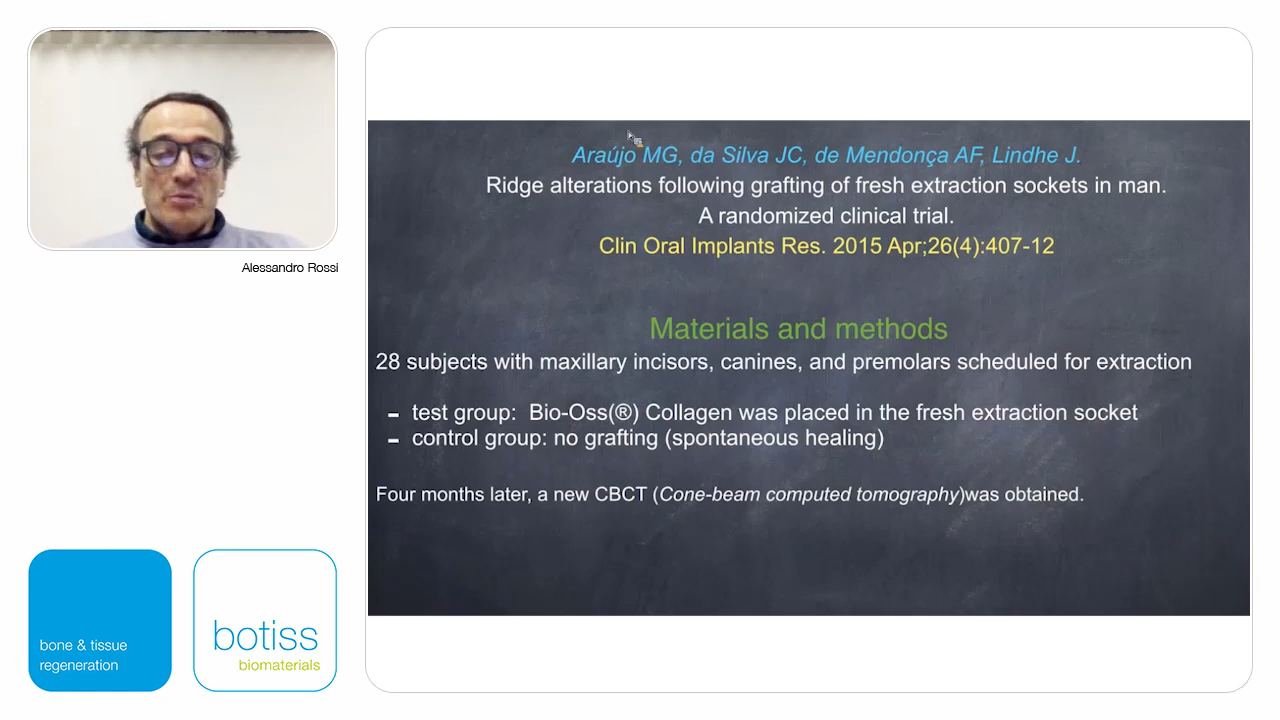 Alessandro Rossi
bone & tissue
regeneration
botiss
biomaterials
Araújo MG, da Silva JC, de Mendonça AF, Lindhe J.
Ridge alterations following grafting of fresh extraction sockets in man.
A randomized clinical trial.
Clin Oral Implants Res. 2015 Apr;26(4):407-12
Materials and methods
28 subjects with maxillary incisors, canines, and premolars scheduled for extraction
- test group: Bio-Oss(®) Collagen was placed in the fresh extraction socket
- control group: no grafting (spontaneous healing)
Four months later, a new CBCT (Cone-beam computed tomography)was obtained.